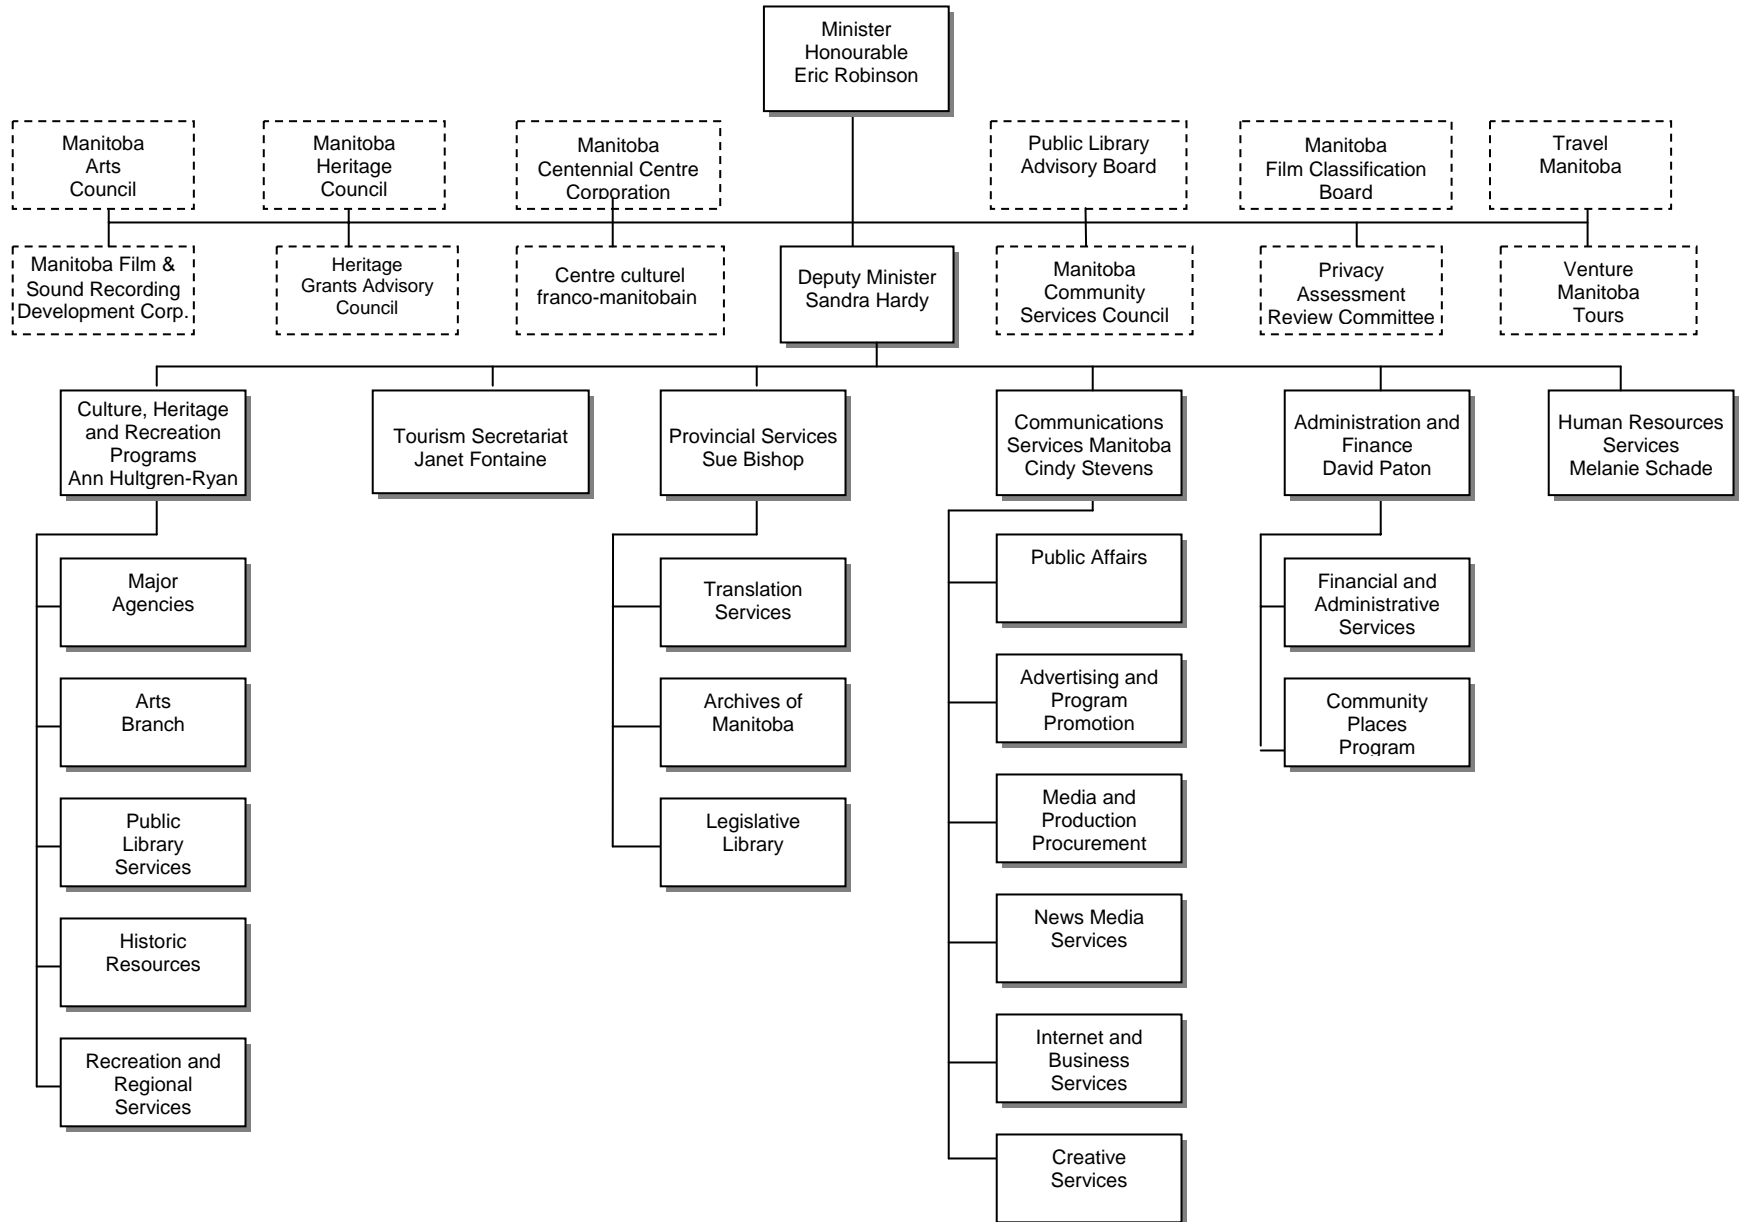 Minister
Honourable
Eric Robinson
Manitoba
Arts
Council
Manitoba
Heritage
Council
Manitoba
Centennial Centre
Corporation
Public Library
Advisory Board
Manitoba
Film Classification
Board
Travel
Manitoba
Manitoba Film &
Sound Recording
Development Corp.
Heritage
Grants Advisory
Council
Centre culturel
franco-manitobain
Deputy Minister
Sandra Hardy
Manitoba
Community
Services Council
Privacy
Assessment
Review Committee
Venture
Manitoba
Tours
Culture, Heritage
and Recreation
Programs
Ann Hultgren-Ryan
Tourism Secretariat
Janet Fontaine
Provincial Services
Sue Bishop
Communications
Services Manitoba
Cindy Stevens
Administration and
Finance
David Paton
Human Resources
Services
Melanie Schade
Major
Agencies
Arts
Branch
Public
Library
Services
Historic
Resources
Recreation and
Regional
Services
Translation
Services
Archives of
Manitoba
Legislative
Library
Public Affairs
Advertising and
Program
Promotion
Media and
Production
Procurement
News Media
Services
Internet and
Business
Services
Creative
Services
Financial and
Administrative
Services
Community
Places
Program